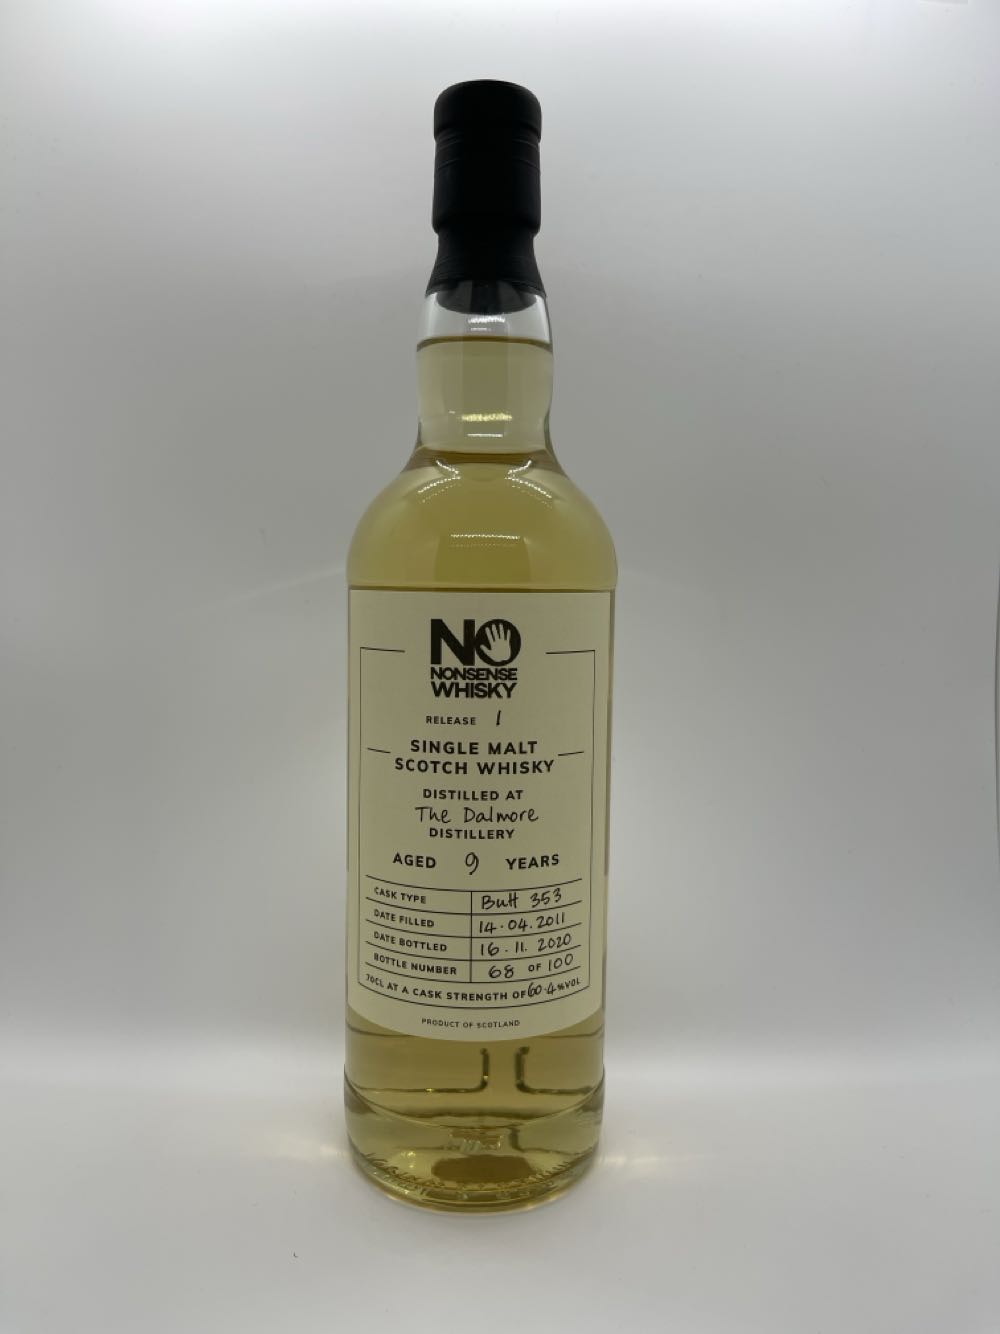 NO
NONSENSE
WHISKY
RELEASE 1
SINGLE MALT
SCOTCH WHISKY
DISTILLED AT
The Dalmore
DISTILLERY
AGED 9 YEARS
CASK TYPE Butt 353
DATE FILLED 14.04.2011
DATE BOTTLED 16.11.2020
BOTTLE NUMBER 68 OF 100
70CL AT A CASK STRENGTH OF 60.4%VOL
PRODUCT OF SCOTLAND